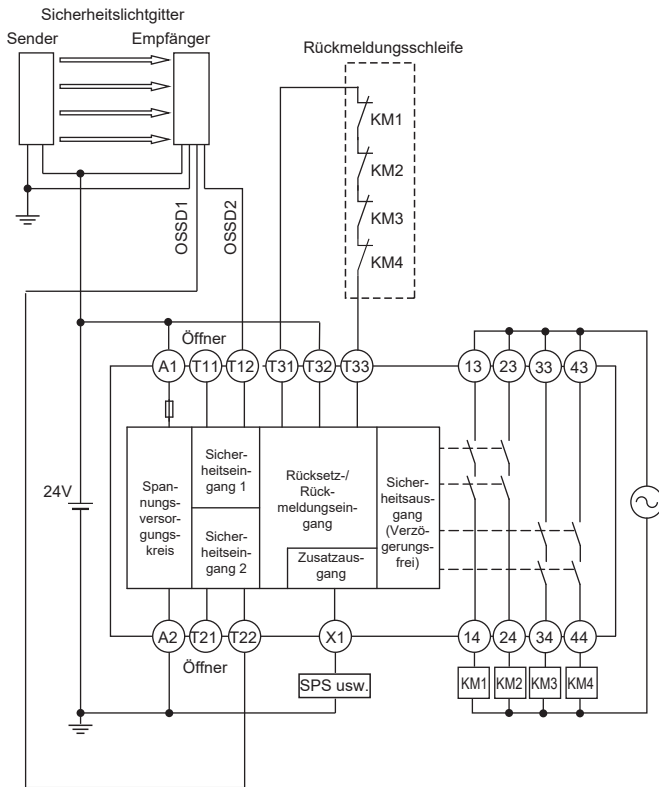 Sicherheitslichtgitter
Sender
Empfänger
Rückmeldungsschleife
KM1
KM2
KM3
KM4
OSSD1
OSSD2
Öffner
A1
T11
T12
T31
T32
T33
13
23
33
43
24V
Span-
nungs-
versor-
gungs-
kreis
Sicher-
heitsein-
gang 1
Sicher-
heitsein-
gang 2
Rücksetz-/
Rück-
meldungsein-
gang
Zusatzaus-
gang
Sicher-
heitsaus-
gang
(Verzö-
gerungs-
frei)
A2
T21
T22
X1
14
24
34
44
Öffner
SPS usw.
KM1
KM2
KM3
KM4